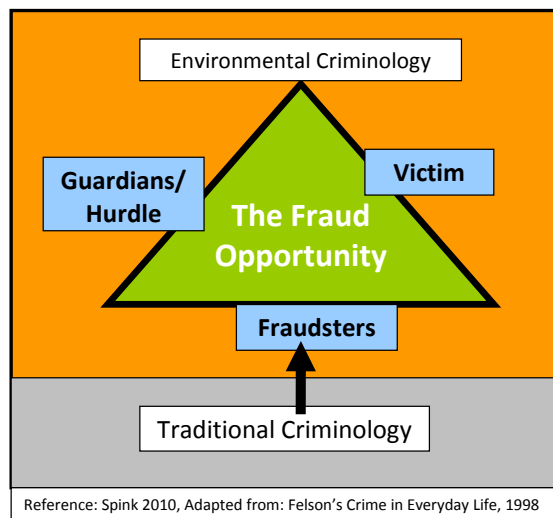 Environmental Criminology
Guardians/
Hurdle
Victim
The Fraud
Opportunity
Fraudsters
Traditional Criminology
Reference: Spink 2010, Adapted from: Felson's Crime in Everyday Life, 1998